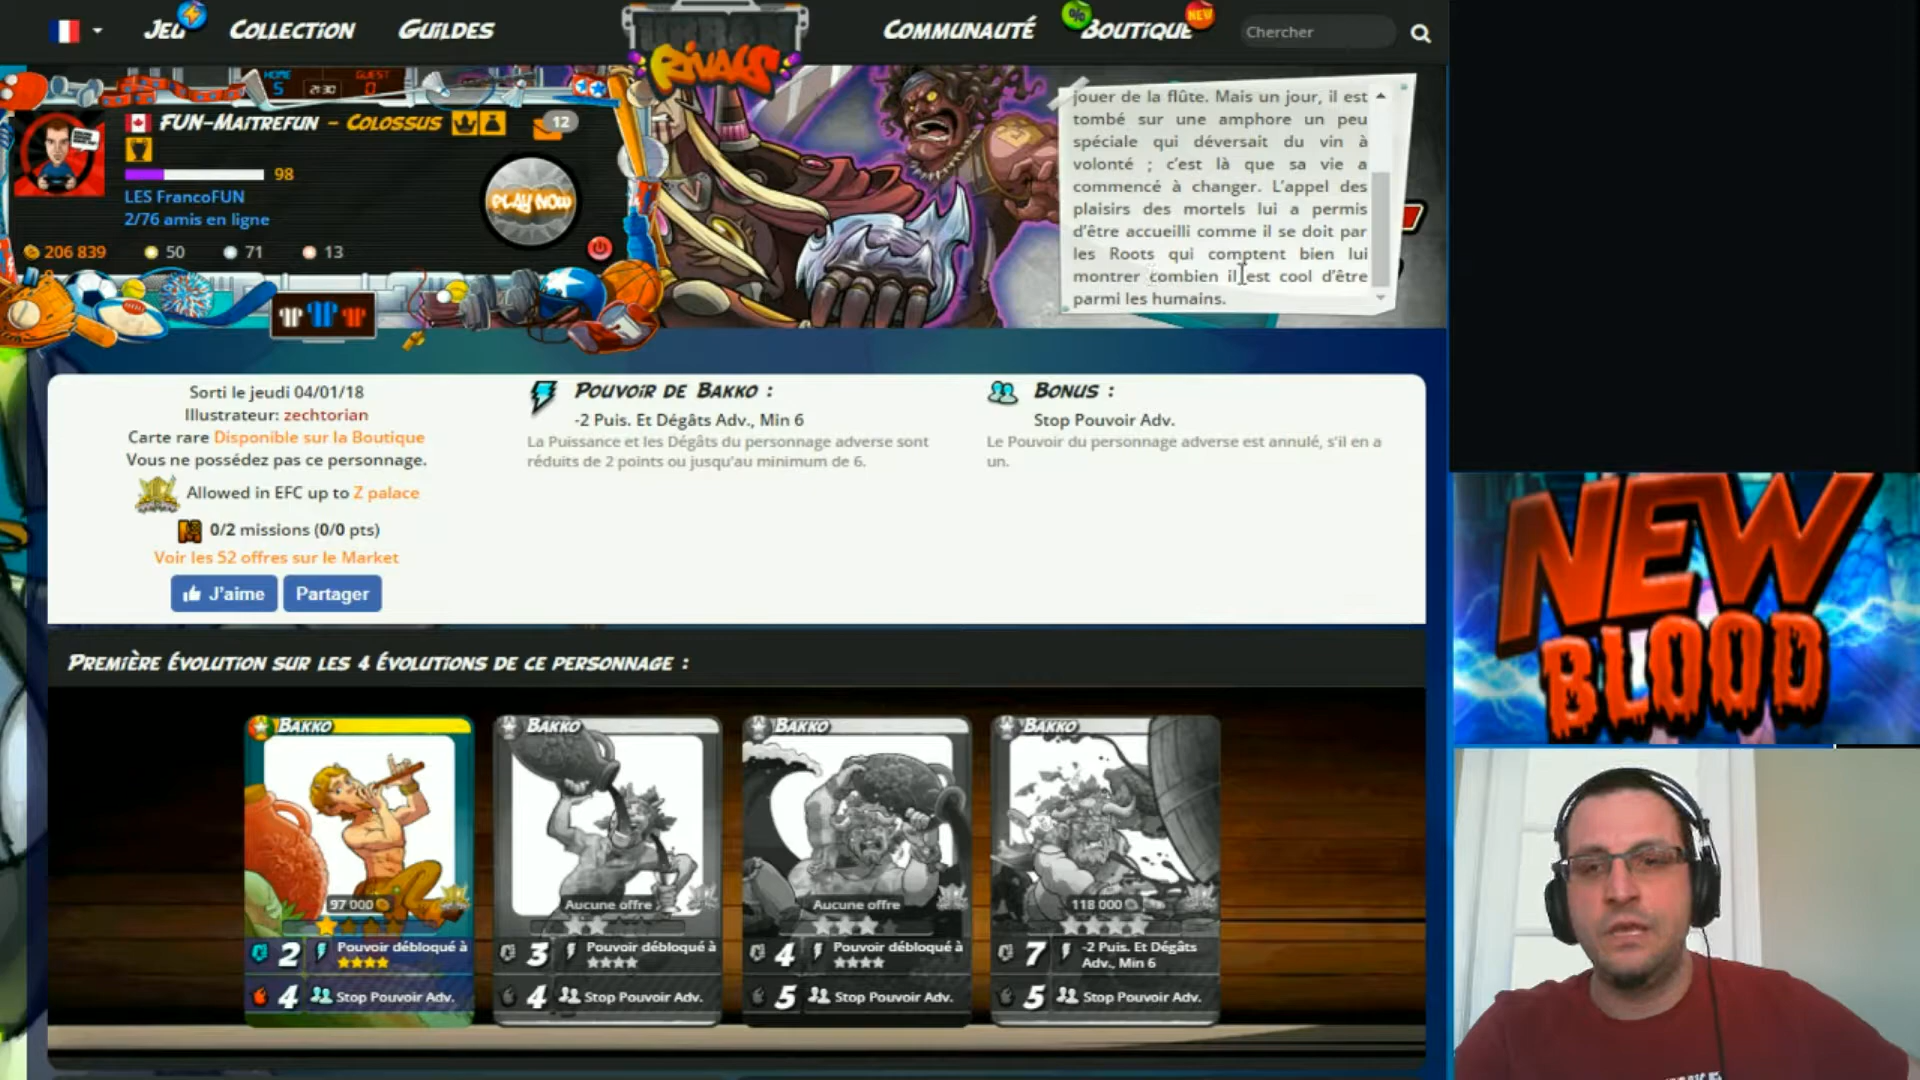 JEU
COLLECTION
GUILDES
RIVALS
COMMUNAUTÉ
%
BOUTIQUE
NEW
Chercher
HOME
5
21:30
GUEST
0
FUN-MAITREFUN - COLOSSUS
12
98
LES FrancoFUN
2/76 amis en ligne
PLAY NOW
206 839
50
71
13
jouer de la flûte. Mais un jour, il est
tombé sur une amphore un peu
spéciale qui déversait du vin à
volonté ; c'est là que sa vie a
commencé à changer. L'appel des
plaisirs des mortels lui a permis
d'être accueilli comme il se doit par
les Roots qui comptent bien lui
montrer combien il est cool d'être
parmi les humains.
Sorti le jeudi 04/01/18
Illustrateur: zechtorian
Carte rare Disponible sur la Boutique
Vous ne possédez pas ce personnage.
Allowed in EFC up to Z palace
0/2 missions (0/0 pts)
Voir les 52 offres sur le Market
J'aime
Partager
POUVOIR DE BAKKO :
-2 Puis. Et Dégâts Adv., Min 6
La Puissance et les Dégâts du personnage adverse sont
réduits de 2 points ou jusqu'au minimum de 6.
BONUS :
Stop Pouvoir Adv.
Le Pouvoir du personnage adverse est annulé, s'il en a
un.
PREMIÈRE ÉVOLUTION SUR LES 4 ÉVOLUTIONS DE CE PERSONNAGE :
BAKKO
97 000
2
Pouvoir débloqué à
4
Stop Pouvoir Adv.
BAKKO
Aucune offre
3
Pouvoir débloqué à
4
Stop Pouvoir Adv.
BAKKO
Aucune offre
4
Pouvoir débloqué à
5
Stop Pouvoir Adv.
BAKKO
118 000
7
-2 Puis. Et Dégâts
Adv., Min 6
5
Stop Pouvoir Adv.
NEW
BLOOD